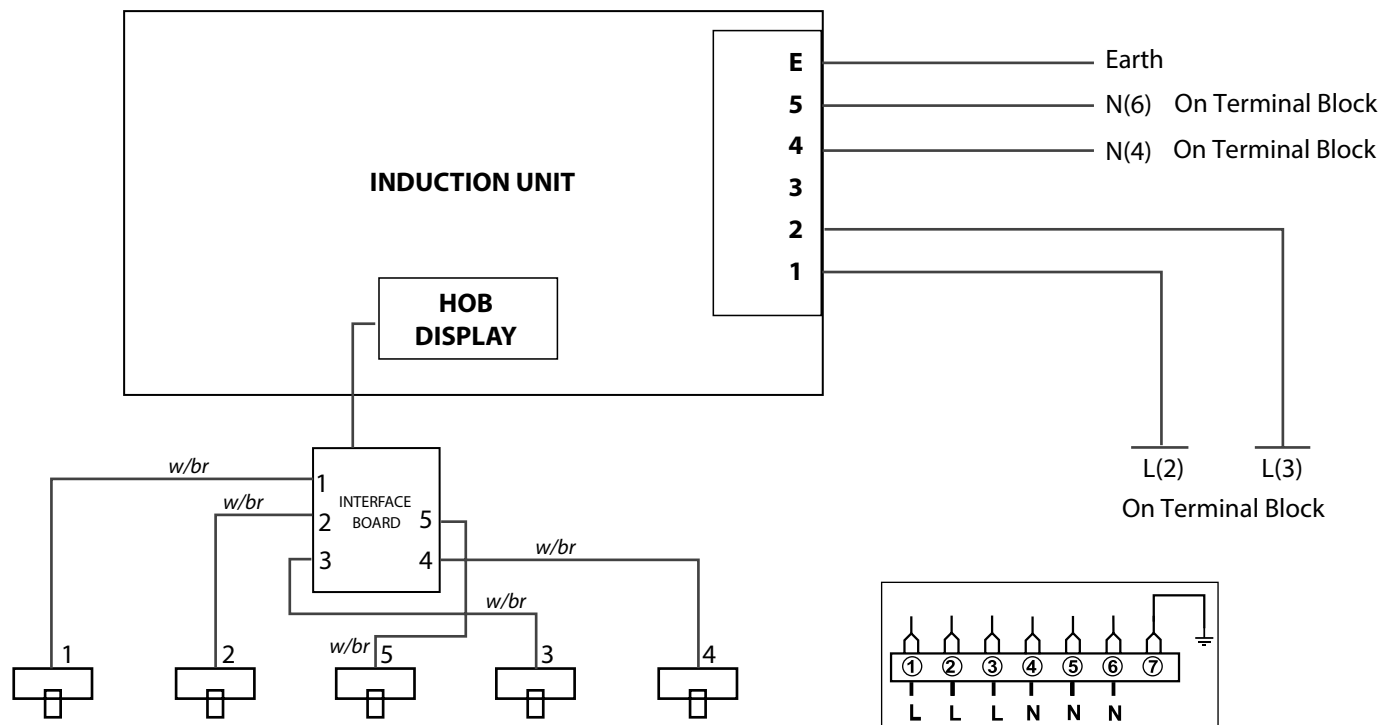 E
Earth
5
N(6) On Terminal Block
4
N(4) On Terminal Block
INDUCTION UNIT
3
2
1
HOB
DISPLAY
L(2) L(3)
On Terminal Block
w/br
1
w/br
INTERFACE
BOARD
2
5
3
4
w/br
w/br
w/br
1
2
5
3
4
1 2 3 4 5 6 7
L L L N N N